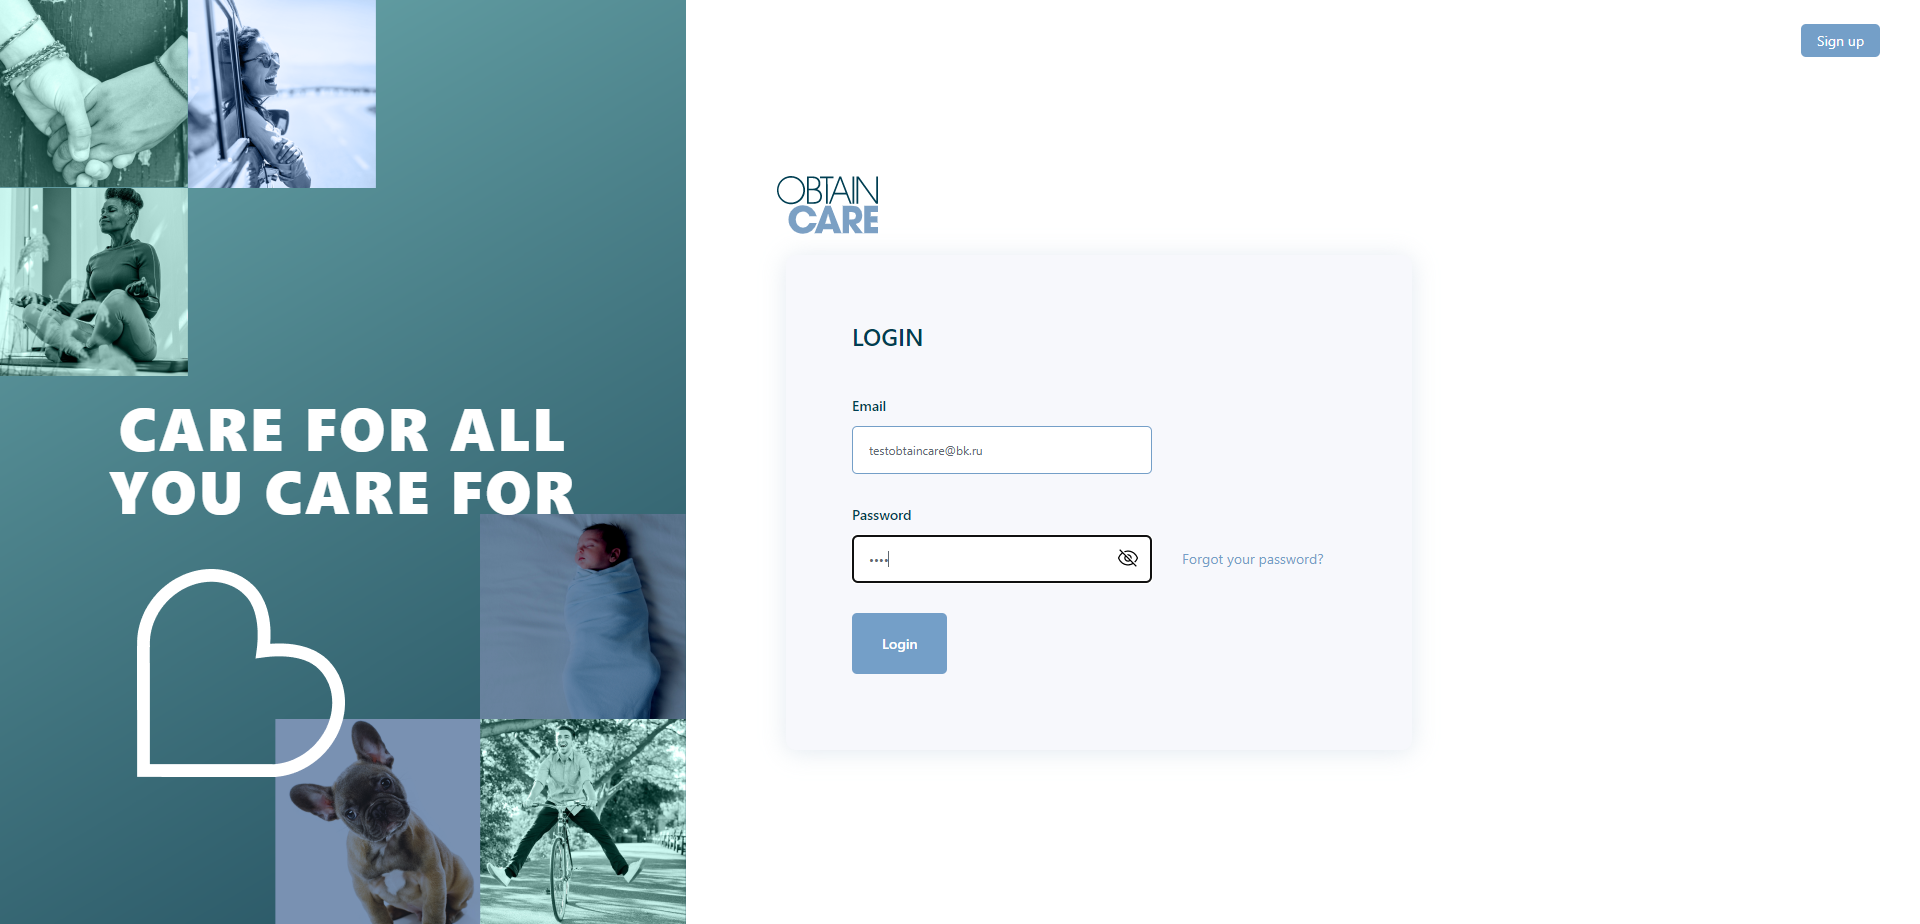 CARE FOR ALL
YOU CARE FOR
Sign up
OBTAIN
CARE
LOGIN
Email
testobtaincare@bk.ru
Password
••••
Forgot your password?
Login